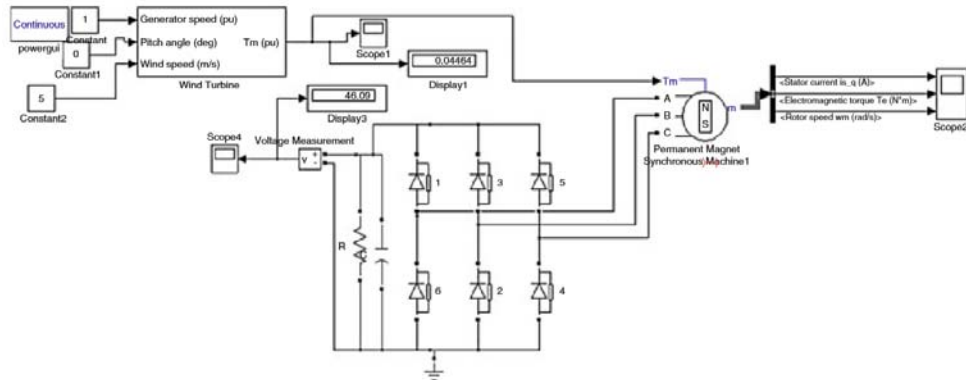 Continuous
powergui
1
Constant
0
Constant1
5
Constant2
Generator speed (pu)
Pitch angle (deg)
Wind speed (m/s)
Tm (pu)
Wind Turbine
Scope1
0.04464
Display1
46.09
Display3
Scope4
Voltage Measurement
v
+
-
R
C
1
3
5
6
2
4
Tm
A
B
C
N
S
m
Permanent Magnet
Synchronous Machine1
<Stator current is_q (A)>
<Electromagnetic torque Te (N*m)>
<Rotor speed wm (rad/s)>
Scope2